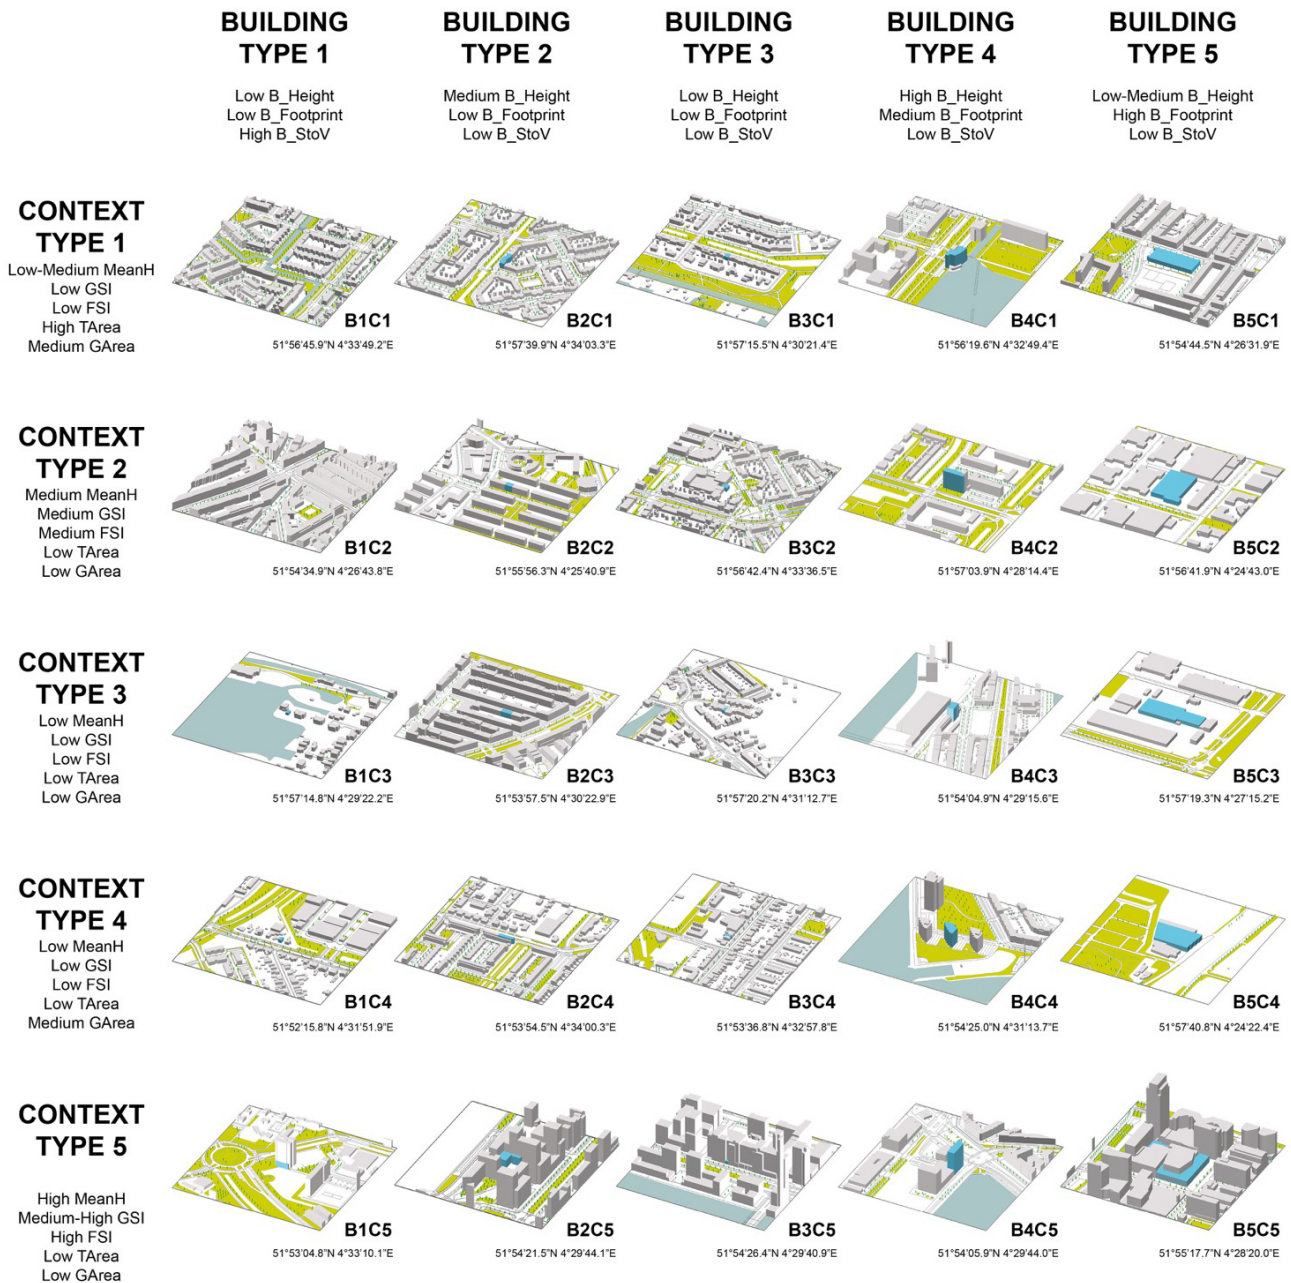 BUILDING
TYPE 1
Low B_Height
Low B_Footprint
High B_StoV
BUILDING
TYPE 2
Medium B_Height
Low B_Footprint
Low B_StoV
BUILDING
TYPE 3
Low B_Height
Low B_Footprint
Low B_StoV
BUILDING
TYPE 4
High B_Height
Medium B_Footprint
Low B_StoV
BUILDING
TYPE 5
Low-Medium B_Height
High B_Footprint
Low B_StoV
CONTEXT
TYPE 1
Low-Medium MeanH
Low GSI
Low FSI
High TArea
Medium GArea
B1C1
51°56'45.9"N 4°33'49.2"E
B2C1
51°57'39.9"N 4°34'03.3"E
B3C1
51°57'15.5"N 4°30'21.4"E
B4C1
51°56'19.6"N 4°32'49.4"E
B5C1
51°54'44.5"N 4°26'31.9"E
CONTEXT
TYPE 2
Medium MeanH
Medium GSI
Medium FSI
Low TArea
Low GArea
B1C2
51°54'34.9"N 4°26'43.8"E
B2C2
51°55'56.3"N 4°25'40.9"E
B3C2
51°56'42.4"N 4°33'36.5"E
B4C2
51°57'03.9"N 4°28'14.4"E
B5C2
51°56'41.9"N 4°24'43.0"E
CONTEXT
TYPE 3
Low MeanH
Low GSI
Low FSI
Low TArea
Low GArea
B1C3
51°57'14.8"N 4°29'22.2"E
B2C3
51°53'57.5"N 4°30'22.9"E
B3C3
51°57'20.2"N 4°31'12.7"E
B4C3
51°54'04.9"N 4°29'15.6"E
B5C3
51°57'19.3"N 4°27'15.2"E
CONTEXT
TYPE 4
Low MeanH
Low GSI
Low FSI
Low TArea
Medium GArea
B1C4
51°52'15.8"N 4°31'51.9"E
B2C4
51°53'54.5"N 4°34'00.3"E
B3C4
51°53'36.8"N 4°32'57.8"E
B4C4
51°54'25.0"N 4°31'13.7"E
B5C4
51°57'40.8"N 4°24'22.4"E
CONTEXT
TYPE 5
High MeanH
Medium-High GSI
High FSI
Low TArea
Low GArea
B1C5
51°53'04.8"N 4°33'10.1"E
B2C5
51°54'21.5"N 4°29'44.1"E
B3C5
51°54'26.4"N 4°29'40.9"E
B4C5
51°54'05.9"N 4°29'44.0"E
B5C5
51°55'17.7"N 4°28'20.0"E